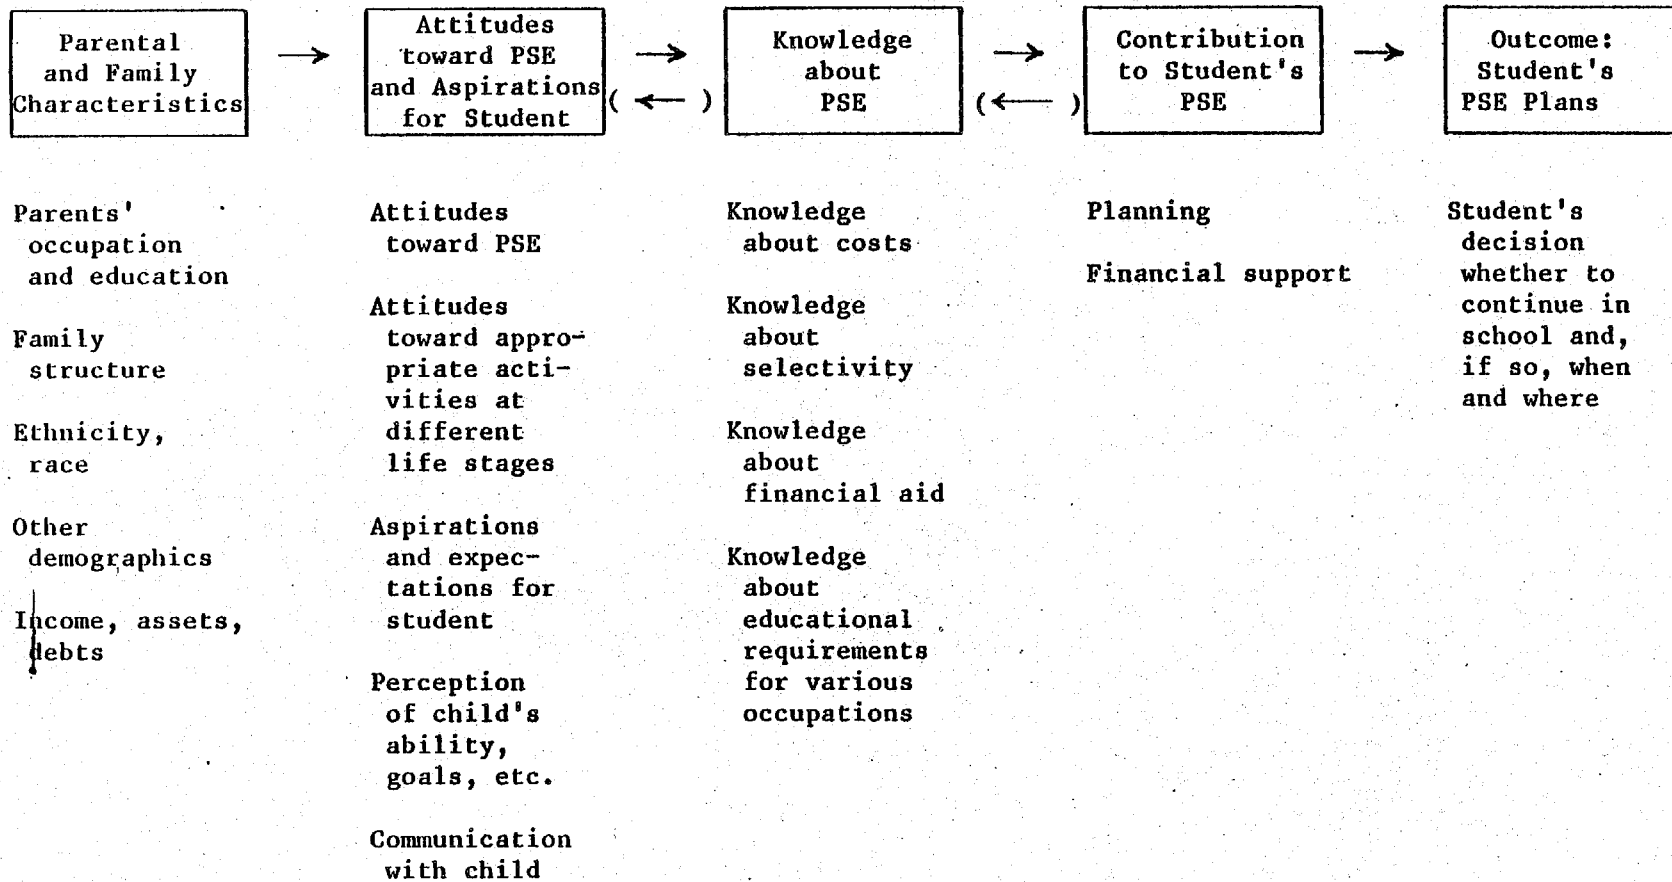 Parental
and Family
Characteristics
Attitudes
toward PSE
and Aspirations
for Student
Knowledge
about
PSE
Contribution
to Student's
PSE
Outcome:
Student's
PSE Plans
→
→
→
→
( ← )
( ← )
Parents'
occupation
and education
Family
structure
Ethnicity,
race
Other
demographics
Income, assets,
debts
Attitudes
toward PSE
Attitudes
toward appro-
priate acti-
vities at
different
life stages
Aspirations
and expec-
tations for
student
Perception
of child's
ability,
goals, etc.
Communication
with child
Knowledge
about costs
Knowledge
about
selectivity
Knowledge
about
financial aid
Knowledge
about
educational
requirements
for various
occupations
Planning
Financial support
Student's
decision
whether to
continue in
school and,
if so, when
and where